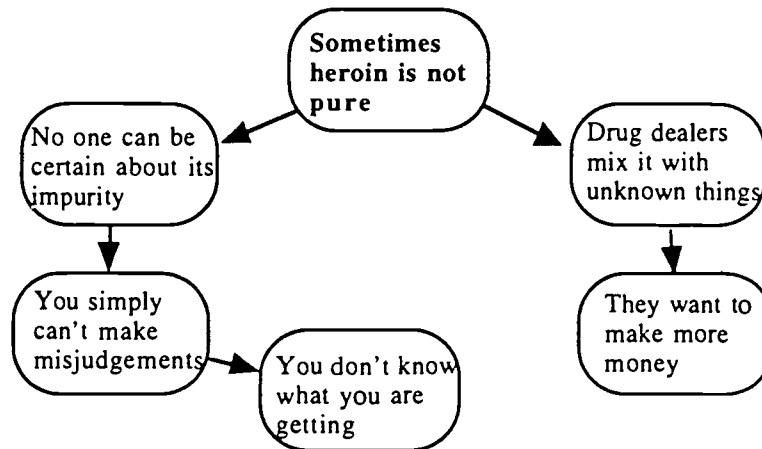 Sometimes
heroin is not
pure
No one can be
certain about its
impurity
Drug dealers
mix it with
unknown things
You simply
can't make
misjudgements
They want to
make more
money
You don't know
what you are
getting